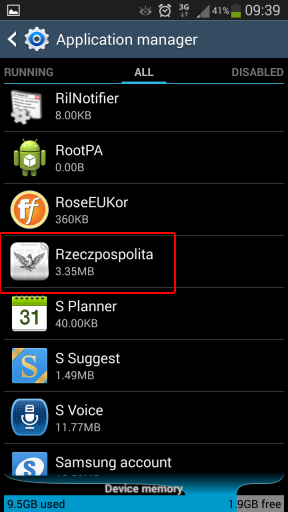 3G 41% 09:39
Application manager
RUNNING ALL DISABLED
RilNotifier
8.00KB
RootPA
0.00B
ff
RoseEUKor
360KB
Rzeczpospolita
3.35MB
31
S Planner
40.00KB
S
S Suggest
1.49MB
S Voice
11.77MB
S
Samsung account
Device memory
9.5GB used 1.9GB free